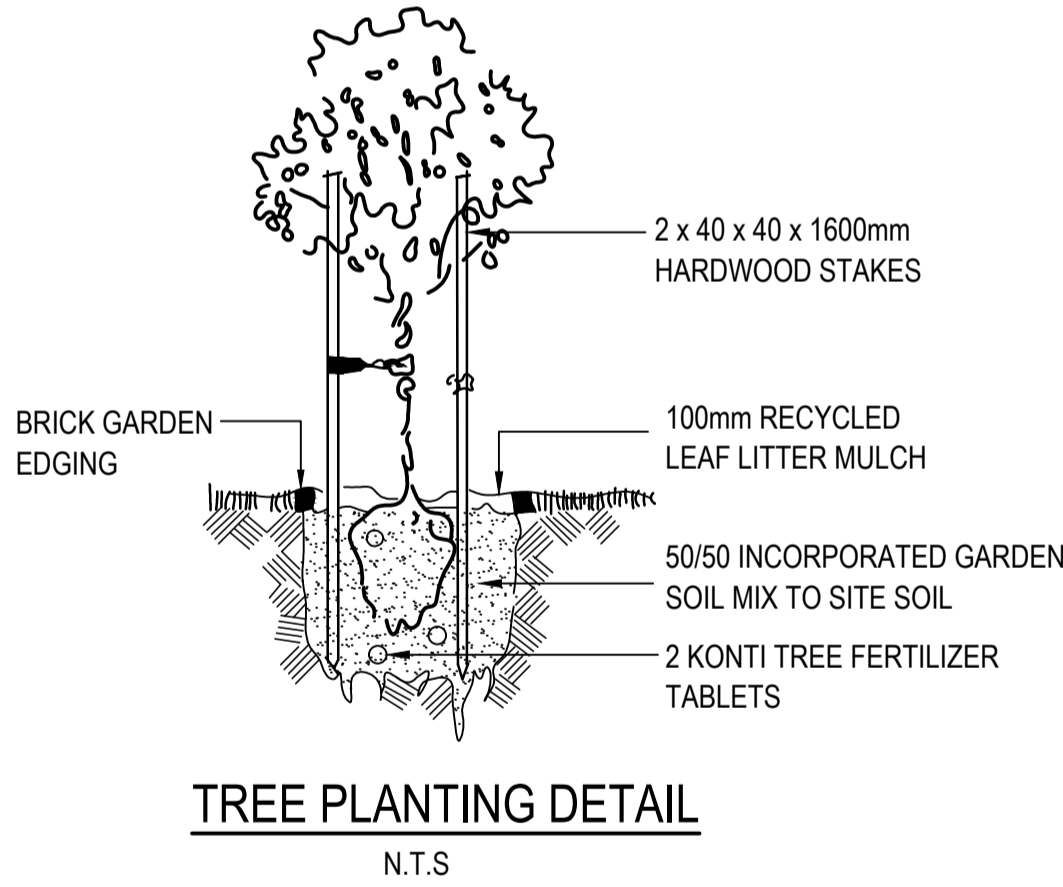 2 x 40 x 40 x 1600mm
HARDWOOD STAKES
BRICK GARDEN
EDGING
100mm RECYCLED
LEAF LITTER MULCH
50/50 INCORPORATED GARDEN
SOIL MIX TO SITE SOIL
2 KONTI TREE FERTILIZER
TABLETS
TREE PLANTING DETAIL
N.T.S